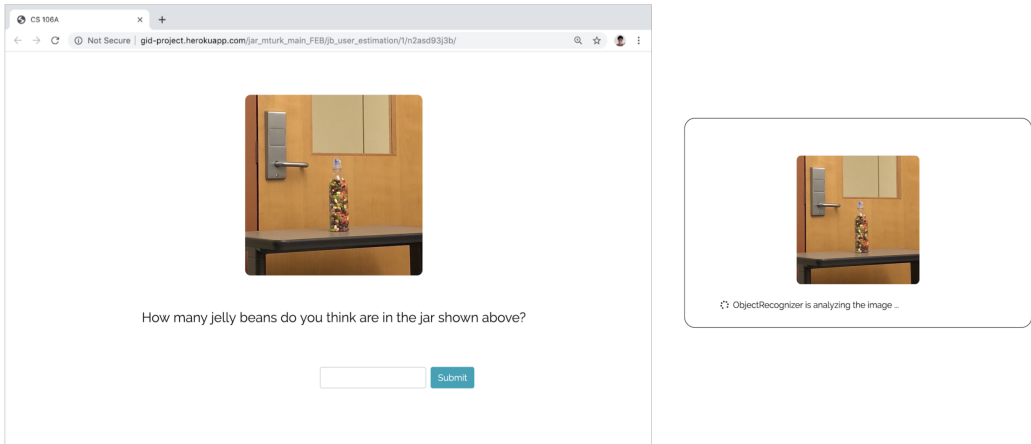 CS 106A
Not Secure | gid-project.herokuapp.com/jar_mturk_main_FEB/jb_user_estimation/1/n2asd93j3b/
How many jelly beans do you think are in the jar shown above?
Submit
ObjectRecognizer is analyzing the image ...